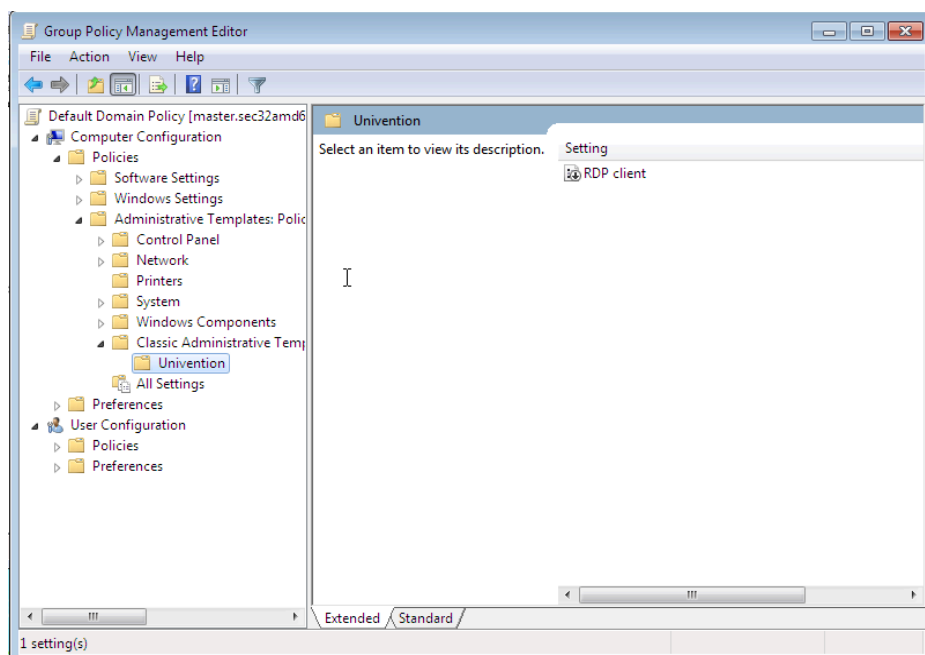 Group Policy Management Editor
File Action View Help
Default Domain Policy [master.sec32amd6
Computer Configuration
Policies
Software Settings
Windows Settings
Administrative Templates: Polic
Control Panel
Network
Printers
System
Windows Components
Classic Administrative Temp
Univention
All Settings
Preferences
User Configuration
Policies
Preferences
Univention
Select an item to view its description.
Setting
RDP client
Extended Standard
1 setting(s)